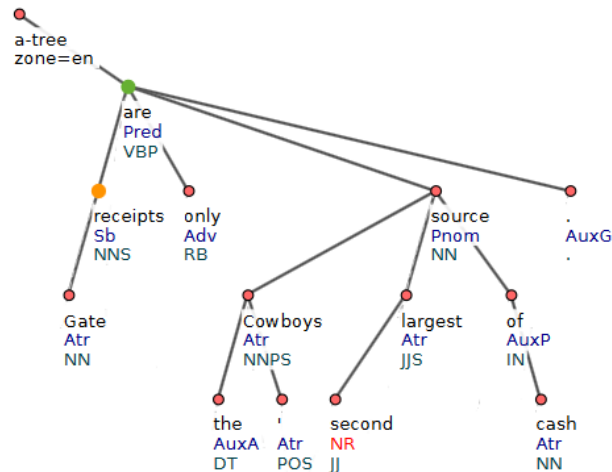 a-tree
zone=en
are
Pred
VBP
receipts
Sb
NNS
only
Adv
RB
source
Pnom
NN
.
AuxG
.
Gate
Atr
NN
Cowboys
Atr
NNPS
largest
Atr
JJS
of
AuxP
IN
the
AuxA
DT
'
Atr
POS
second
NR
JJ
cash
Atr
NN